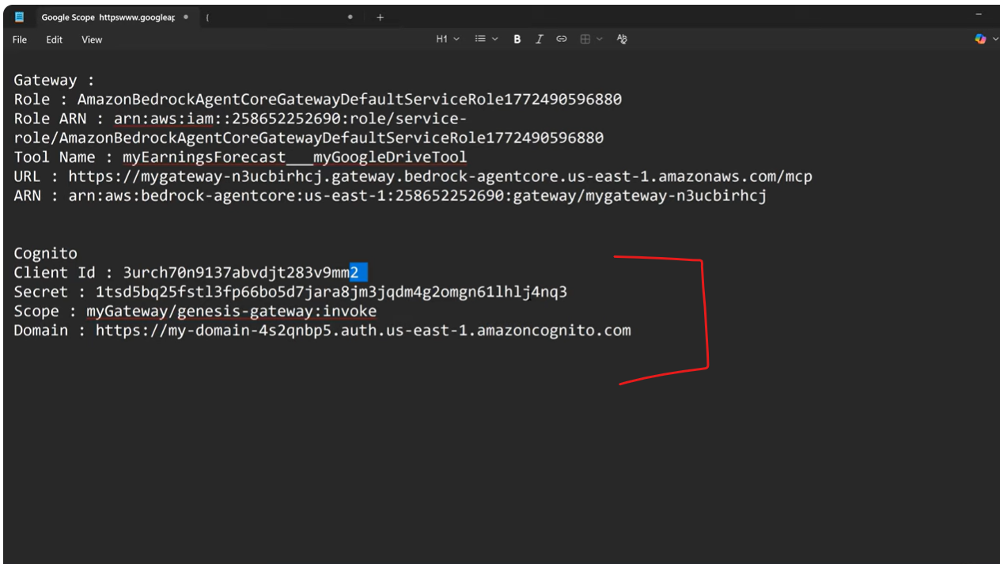 Google Scope httpswww.googleap
{
+
File Edit View H1 B I
Gateway :
Role : AmazonBedrockAgentCoreGatewayDefaultServiceRole1772490596880
Role ARN : arn:aws:iam::258652252690:role/service-
role/AmazonBedrockAgentCoreGatewayDefaultServiceRole1772490596880
Tool Name : myEarningsForecast___myGoogleDriveTool
URL : https://mygateway-n3ucbirhcj.gateway.bedrock-agentcore.us-east-1.amazonaws.com/mcp
ARN : arn:aws:bedrock-agentcore:us-east-1:258652252690:gateway/mygateway-n3ucbirhcj
Cognito
Client Id : 3urch70n9137abvdjt283v9mm2
Secret : 1tsd5bq25fstl3fp66bo5d7jara8jm3jqdm4g2omgn61lhlj4nq3
Scope : myGateway/genesis-gateway:invoke
Domain : https://my-domain-4s2qnbp5.auth.us-east-1.amazoncognito.com